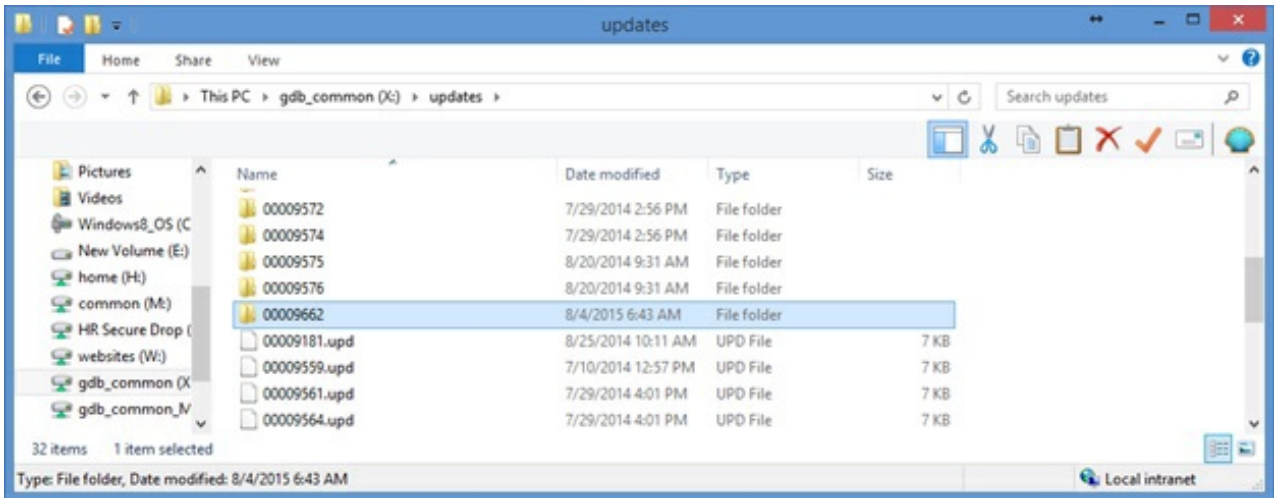 updates
File Home Share View
This PC gdb_common (X:) updates Search updates
Name Date modified Type Size
Pictures
Videos
Windows8_OS (C
New Volume (E:)
home (H:)
common (M:)
HR Secure Drop (
websites (W:)
gdb_common (X
gdb_common_M
00009572 7/29/2014 2:56 PM File folder
00009574 7/29/2014 2:56 PM File folder
00009575 8/20/2014 9:31 AM File folder
00009576 8/20/2014 9:31 AM File folder
00009662 8/4/2015 6:43 AM File folder
00009181.upd 8/25/2014 10:11 AM UPD File 7 KB
00009559.upd 7/10/2014 12:57 PM UPD File 7 KB
00009561.upd 7/29/2014 4:01 PM UPD File 7 KB
00009564.upd 7/29/2014 4:01 PM UPD File 7 KB
32 items 1 item selected
Type: File folder, Date modified: 8/4/2015 6:43 AM Local intranet